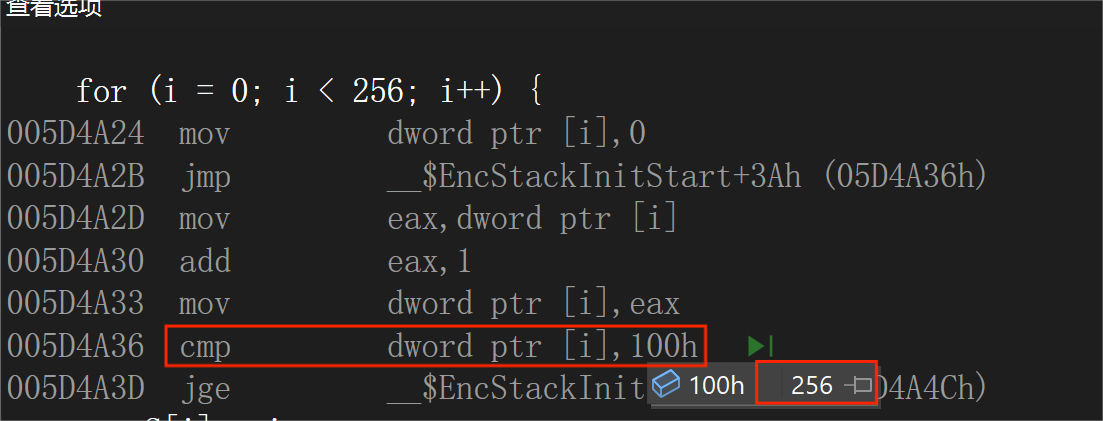 查看选项
for (i = 0; i < 256; i++) {
005D4A24 mov dword ptr [i],0
005D4A2B jmp __$EncStackInitStart+3Ah (05D4A36h)
005D4A2D mov eax,dword ptr [i]
005D4A30 add eax,1
005D4A33 mov dword ptr [i],eax
005D4A36 cmp dword ptr [i],100h
005D4A3D jge __$EncStackInit D4A4Ch)
100h 256